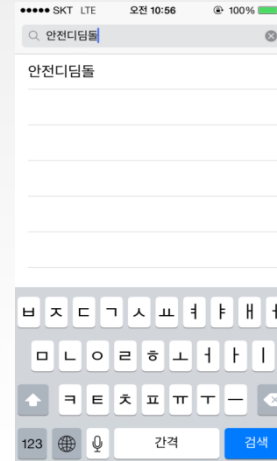 SKT LTE 오전 10:56 100%
안전디딤돌
안전디딤돌
ㅂ ㅈ ㄷ ㄱ ㅅ ㅛ ㅕ ㅑ ㅐ ㅔ
ㅁ ㄴ ㅇ ㄹ ㅎ ㅗ ㅓ ㅏ ㅣ
ㅋ ㅌ ㅊ ㅍ ㅠ ㅜ ㅡ
123 간격 검색